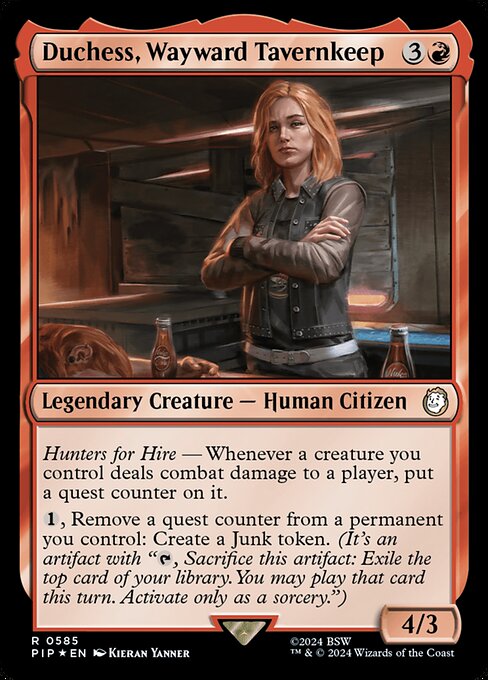 Duchess, Wayward Tavernkeep 3
Legendary Creature — Human Citizen
Hunters for Hire — Whenever a creature you
control deals combat damage to a player, put
a quest counter on it.
1, Remove a quest counter from a permanent
you control: Create a Junk token. (It's an
artifact with ", Sacrifice this artifact: Exile the
top card of your library. You may play that card
this turn. Activate only as a sorcery.")
4/3
R 0585
PIP ★ EN Kieran Yanner
©2024 BSW
™ & © 2024 Wizards of the Coast